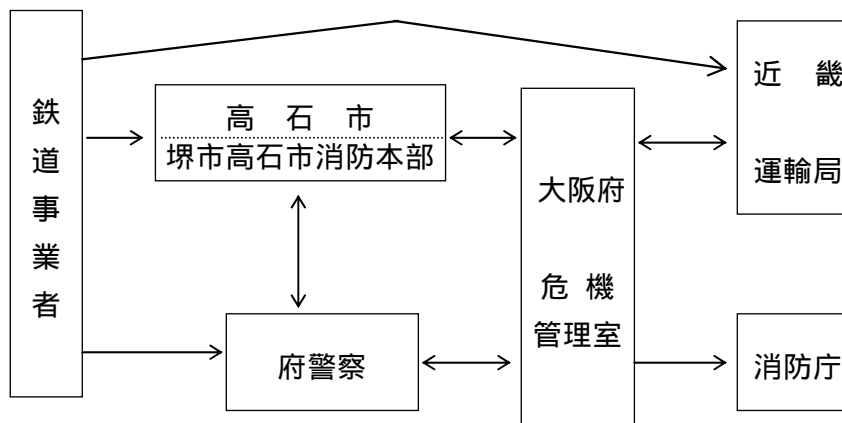 鉄道事業者
高石市
堺市高石市消防本部
府警察
大阪府
危機
管理室
近畿
運輸局
消防庁